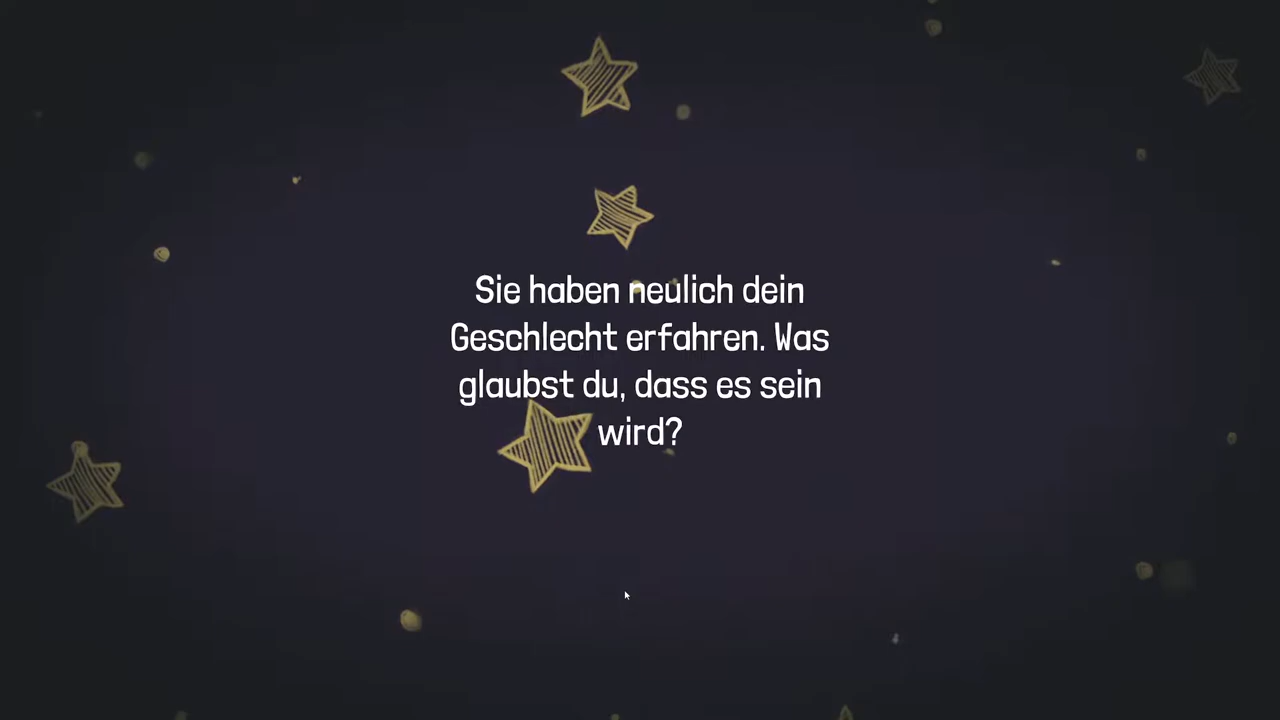 Sie haben neulich dein
Geschlecht erfahren. Was
glaubst du, dass es sein
wird?